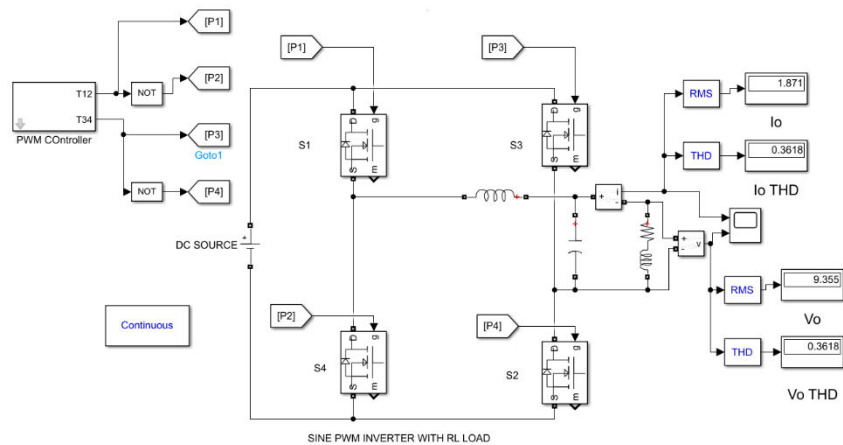 [P1]
[P2]
[P3]
Goto1
[P4]
T12
T34
NOT
NOT
PWM COntroller
[P1]
[P3]
D
g
S
m
S1
D
g
S
m
S3
RMS
1.871
Io
THD
0.3618
Io THD
+
i
-
+
-
v
DC SOURCE
+
Continuous
[P2]
[P4]
D
g
S
m
S4
D
g
S
m
S2
RMS
9.355
Vo
THD
0.3618
Vo THD
SINE PWM INVERTER WITH RL LOAD